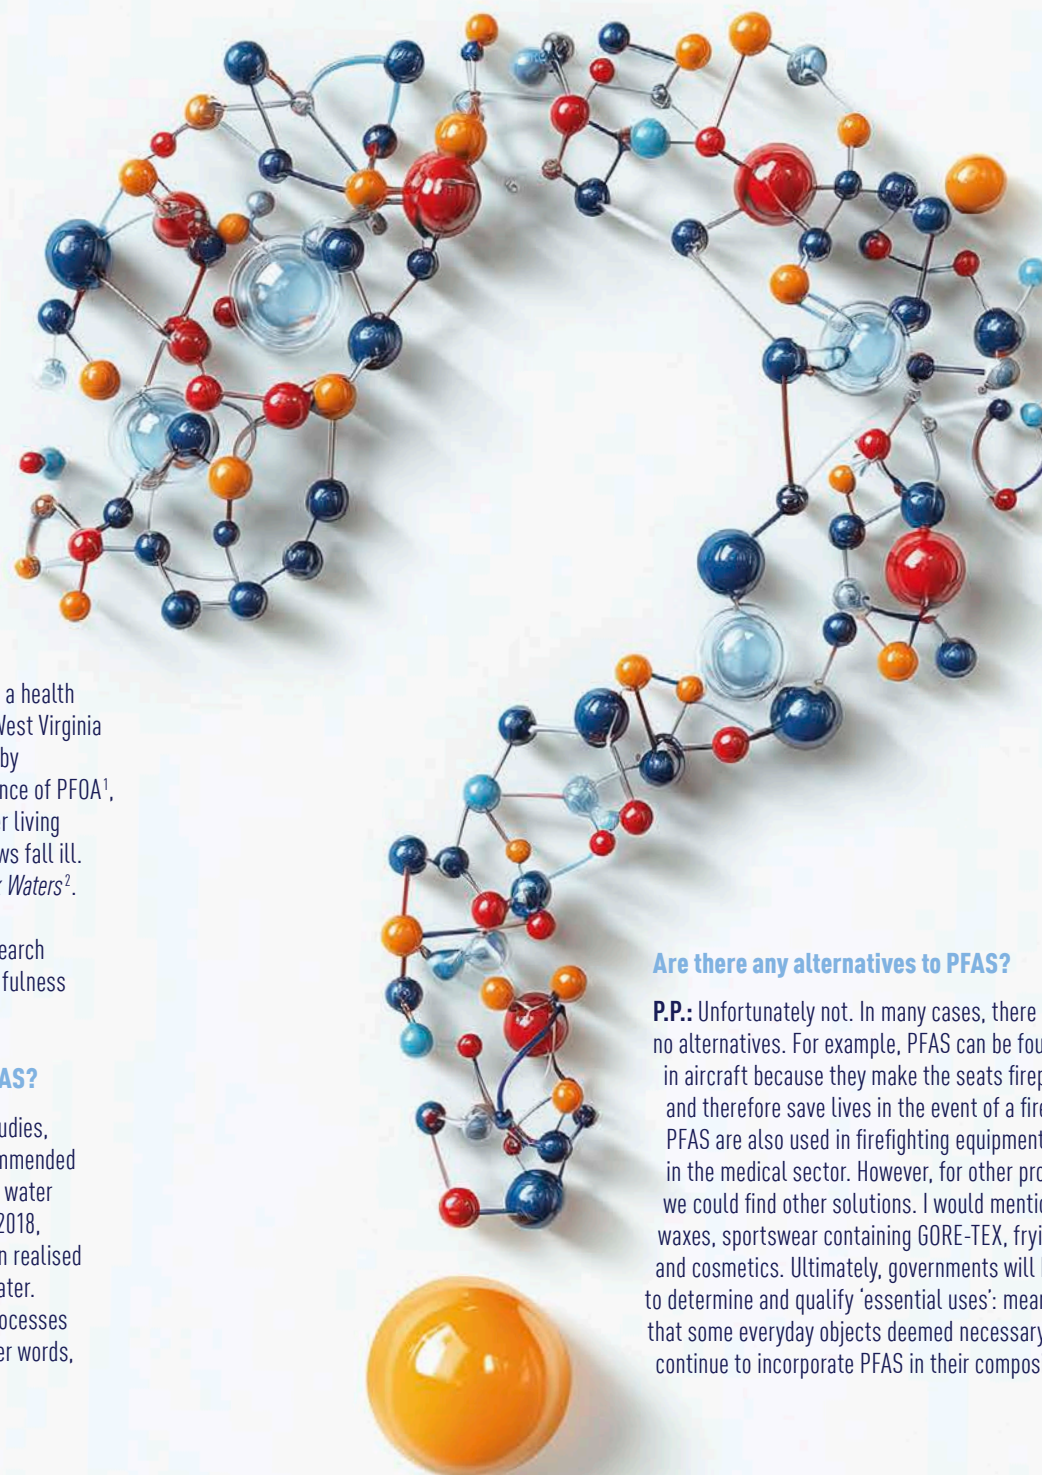 a health
West Virginia
by
nce of PFOA¹,
r living
ws fall ill.
Waters².
earch
fulness
AS?
udies,
mmended
water
2018,
n realised
ater.
ocesses
er words,
Are there any alternatives to PFAS?
P.P.: Unfortunately not. In many cases, there
no alternatives. For example, PFAS can be fou
in aircraft because they make the seats firep
and therefore save lives in the event of a fire
PFAS are also used in firefighting equipment
in the medical sector. However, for other pro
we could find other solutions. I would mentio
waxes, sportswear containing GORE-TEX, fryi
and cosmetics. Ultimately, governments will
to determine and qualify ‘essential uses’: mean
that some everyday objects deemed necessary
continue to incorporate PFAS in their compos